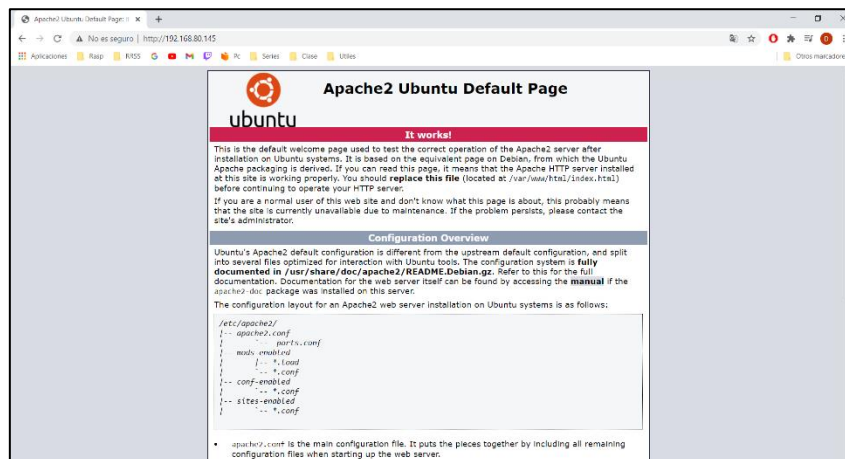 Apache2 Ubuntu Default Page: I
No es seguro | http://192.168.80.145
Aplicaciones Rasp RRSS Pc Series Clase Utiles Otros marcadores
ubuntu
Apache2 Ubuntu Default Page
It works!
This is the default welcome page used to test the correct operation of the Apache2 server after
installation on Ubuntu systems. It is based on the equivalent page on Debian, from which the Ubuntu
Apache packaging is derived. If you can read this page, it means that the Apache HTTP server installed
at this site is working properly. You should replace this file (located at /var/www/html/index.html)
before continuing to operate your HTTP server.
If you are a normal user of this web site and don't know what this page is about, this probably means
that the site is currently unavailable due to maintenance. If the problem persists, please contact the
site's administrator.
Configuration Overview
Ubuntu's Apache2 default configuration is different from the upstream default configuration, and split
into several files optimized for interaction with Ubuntu tools. The configuration system is fully
documented in /usr/share/doc/apache2/README.Debian.gz. Refer to this for the full
documentation. Documentation for the web server itself can be found by accessing the manual if the
apache2-doc package was installed on this server.
The configuration layout for an Apache2 web server installation on Ubuntu systems is as follows:
/etc/apache2/
|-- apache2.conf
|       `--  ports.conf
|-- mods-enabled
|       |-- *.load
|       `-- *.conf
|-- conf-enabled
|       `-- *.conf
|-- sites-enabled
|       `-- *.conf
• apache2.conf is the main configuration file. It puts the pieces together by including all remaining
configuration files when starting up the web server.